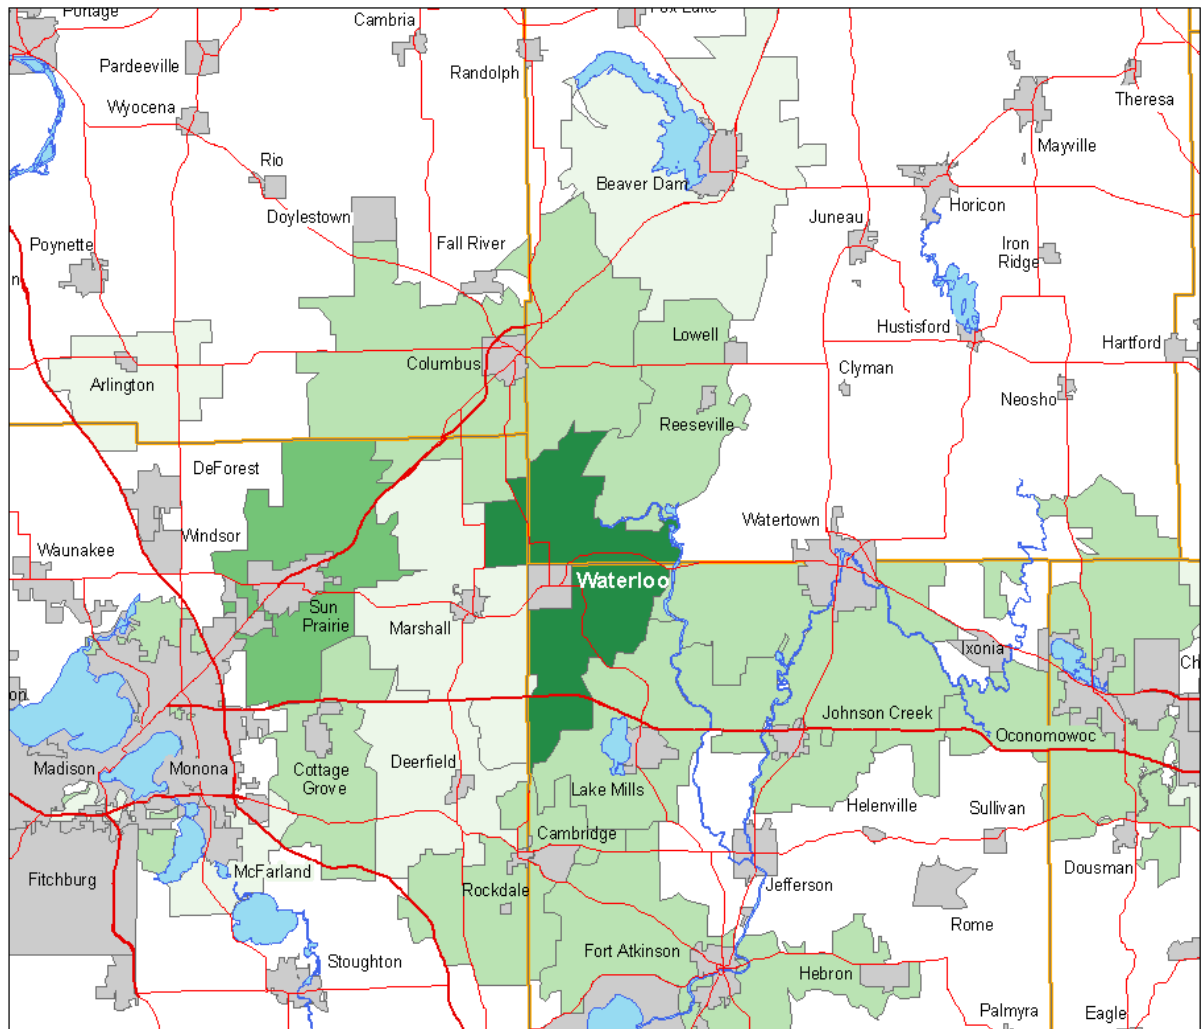 Portage
Cambria
Fox Lake
Pardeeville
Randolph
Theresa
Wyocena
Mayville
Rio
Beaver Dam
Horicon
Doylestown
Juneau
Poynette
Fall River
Iron
Ridge
n
Hustisford
Lowell
Hartford
Columbus
Clyman
Arlington
Neosho
Reeseville
DeForest
Watertown
Windsor
Waunakee
Waterloo
Sun
Prairie
Marshall
Ixonia
Ch
on
Johnson Creek
Oconomowoc
Madison
Monona
Cottage
Grove
Deerfield
Lake Mills
Helenville
Sullivan
Cambridge
McFarland
Dousman
Fitchburg
Rockdale
Jefferson
Rome
Fort Atkinson
Stoughton
Hebron
Palmyra
Eagle